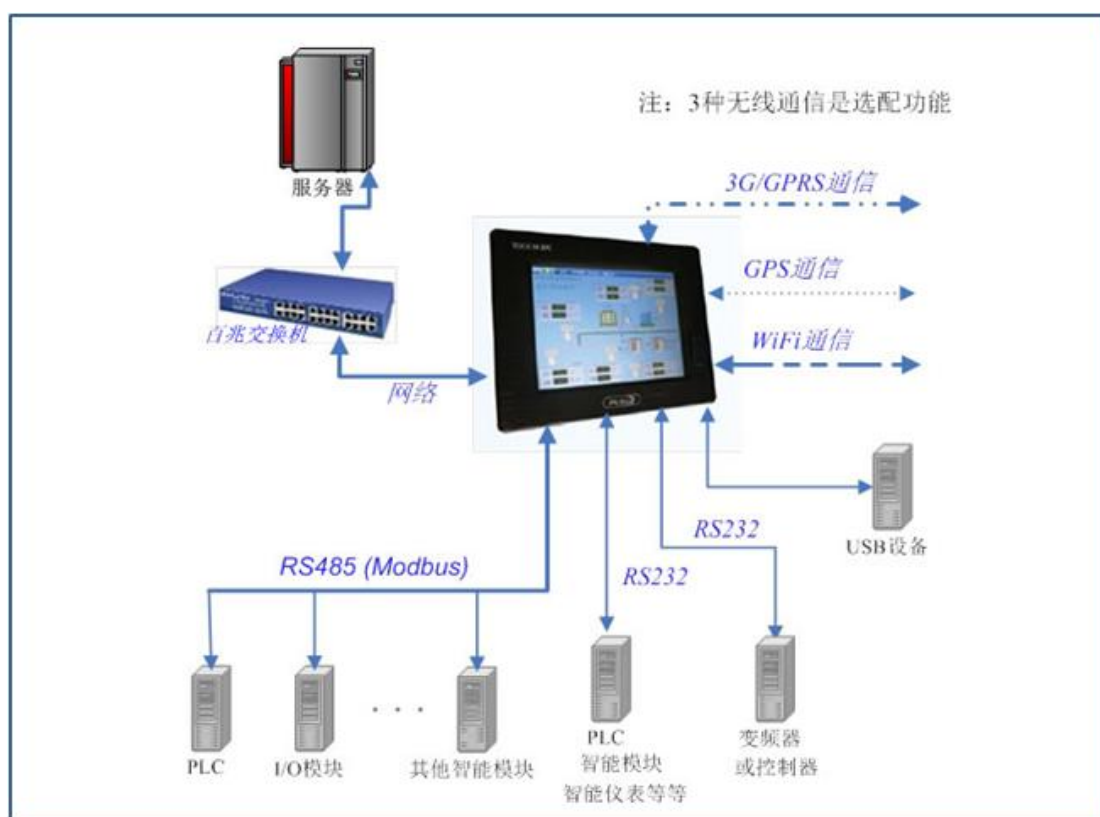 注：3种无线通信是选配功能
服务器
3G/GPRS通信
GPS通信
百兆交换机
WiFi通信
网络
USB设备
RS232
RS485 (Modbus)
RS232
PLC
I/O模块
· · ·
其他智能模块
PLC
智能模块
智能仪表等等
变频器
或控制器